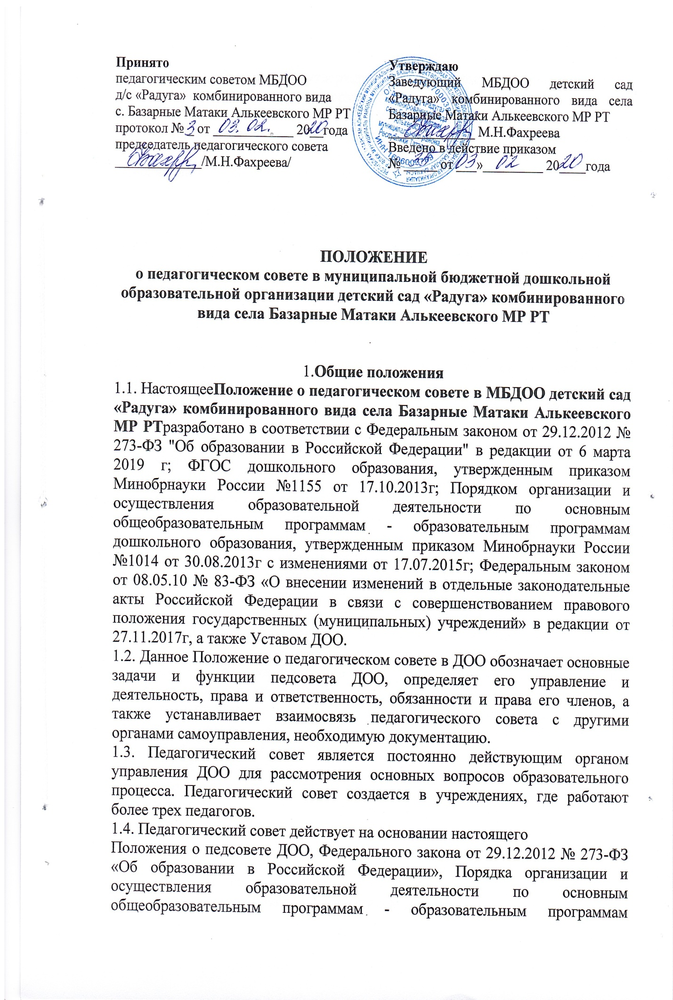 Принято
педагогическим советом МБДОО
д/с «Радуга» комбинированного вида
с. Базарные Матаки Алькеевского МР РТ
протокол № 3 от 03. 02. 2020 года
председатель педагогического совета
/М.Н.Фахреева/
Утверждаю
Заведующий МБДОО детский сад
«Радуга» комбинированного вида села
Базарные Матаки Алькеевского МР РТ
М.Н.Фахреева
Введено в действие приказом
№ от 03 » 02 2020 года
ПОЛОЖЕНИЕ
о педагогическом совете в муниципальной бюджетной дошкольной
образовательной организации детский сад «Радуга» комбинированного
вида села Базарные Матаки Алькеевского МР РТ
1.Общие положения
1.1. НастоящееПоложение о педагогическом совете в МБДОО детский сад
«Радуга» комбинированного вида села Базарные Матаки Алькеевского
МР РТразработано в соответствии с Федеральным законом от 29.12.2012 №
273-ФЗ "Об образовании в Российской Федерации" в редакции от 6 марта
2019 г; ФГОС дошкольного образования, утвержденным приказом
Минобрнауки России №1155 от 17.10.2013г; Порядком организации и
осуществления образовательной деятельности по основным
общеобразовательным программам - образовательным программам
дошкольного образования, утвержденным приказом Минобрнауки России
№1014 от 30.08.2013г с изменениями от 17.07.2015г; Федеральным законом
от 08.05.10 № 83-ФЗ «О внесении изменений в отдельные законодательные
акты Российской Федерации в связи с совершенствованием правового
положения государственных (муниципальных) учреждений» в редакции от
27.11.2017г, а также Уставом ДОО.
1.2. Данное Положение о педагогическом совете в ДОО обозначает основные
задачи и функции педсовета ДОО, определяет его управление и
деятельность, права и ответственность, обязанности и права его членов, а
также устанавливает взаимосвязь педагогического совета с другими
органами самоуправления, необходимую документацию.
1.3. Педагогический совет является постоянно действующим органом
управления ДОО для рассмотрения основных вопросов образовательного
процесса. Педагогический совет создается в учреждениях, где работают
более трех педагогов.
1.4. Педагогический совет действует на основании настоящего
Положения о педсовете ДОО, Федерального закона от 29.12.2012 № 273-ФЗ
«Об образовании в Российской Федерации», Порядка организации и
осуществления образовательной деятельности по основным
общеобразовательным программам - образовательным программам